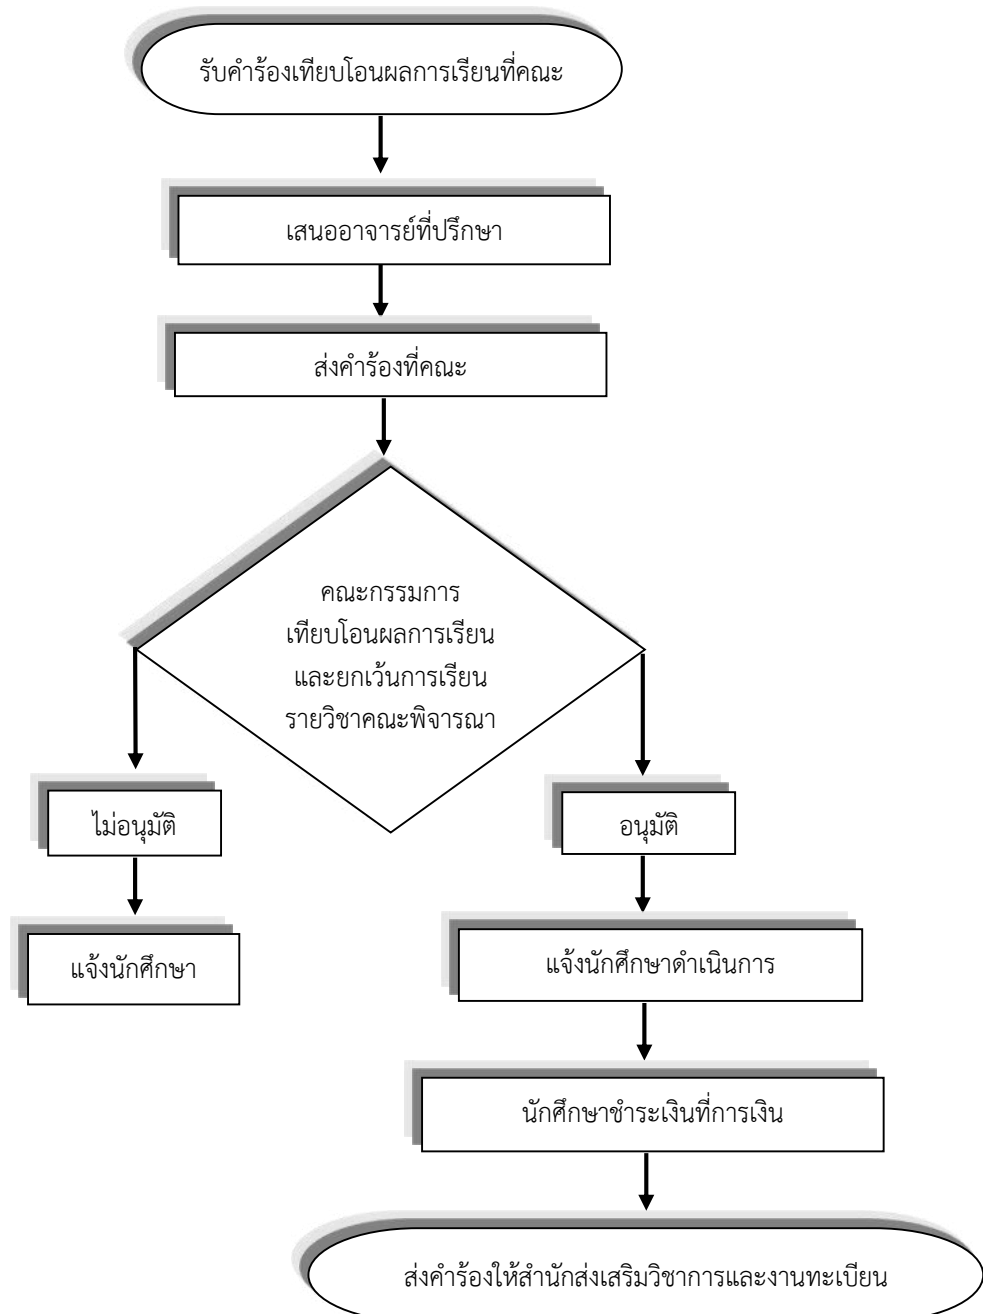 รับคำร้องเทียบโอนผลการเรียนที่คณะ
เสนออาจารย์ที่ปรึกษา
ส่งคำร้องที่คณะ
คณะกรรมการ
เทียบโอนผลการเรียน
และยกเว้นการเรียน
รายวิชาคณะพิจารณา
ไม่อนุมัติ
อนุมัติ
แจ้งนักศึกษา
แจ้งนักศึกษาดำเนินการ
นักศึกษาชำระเงินที่การเงิน
ส่งคำร้องให้สำนักส่งเสริมวิชาการและงานทะเบียน